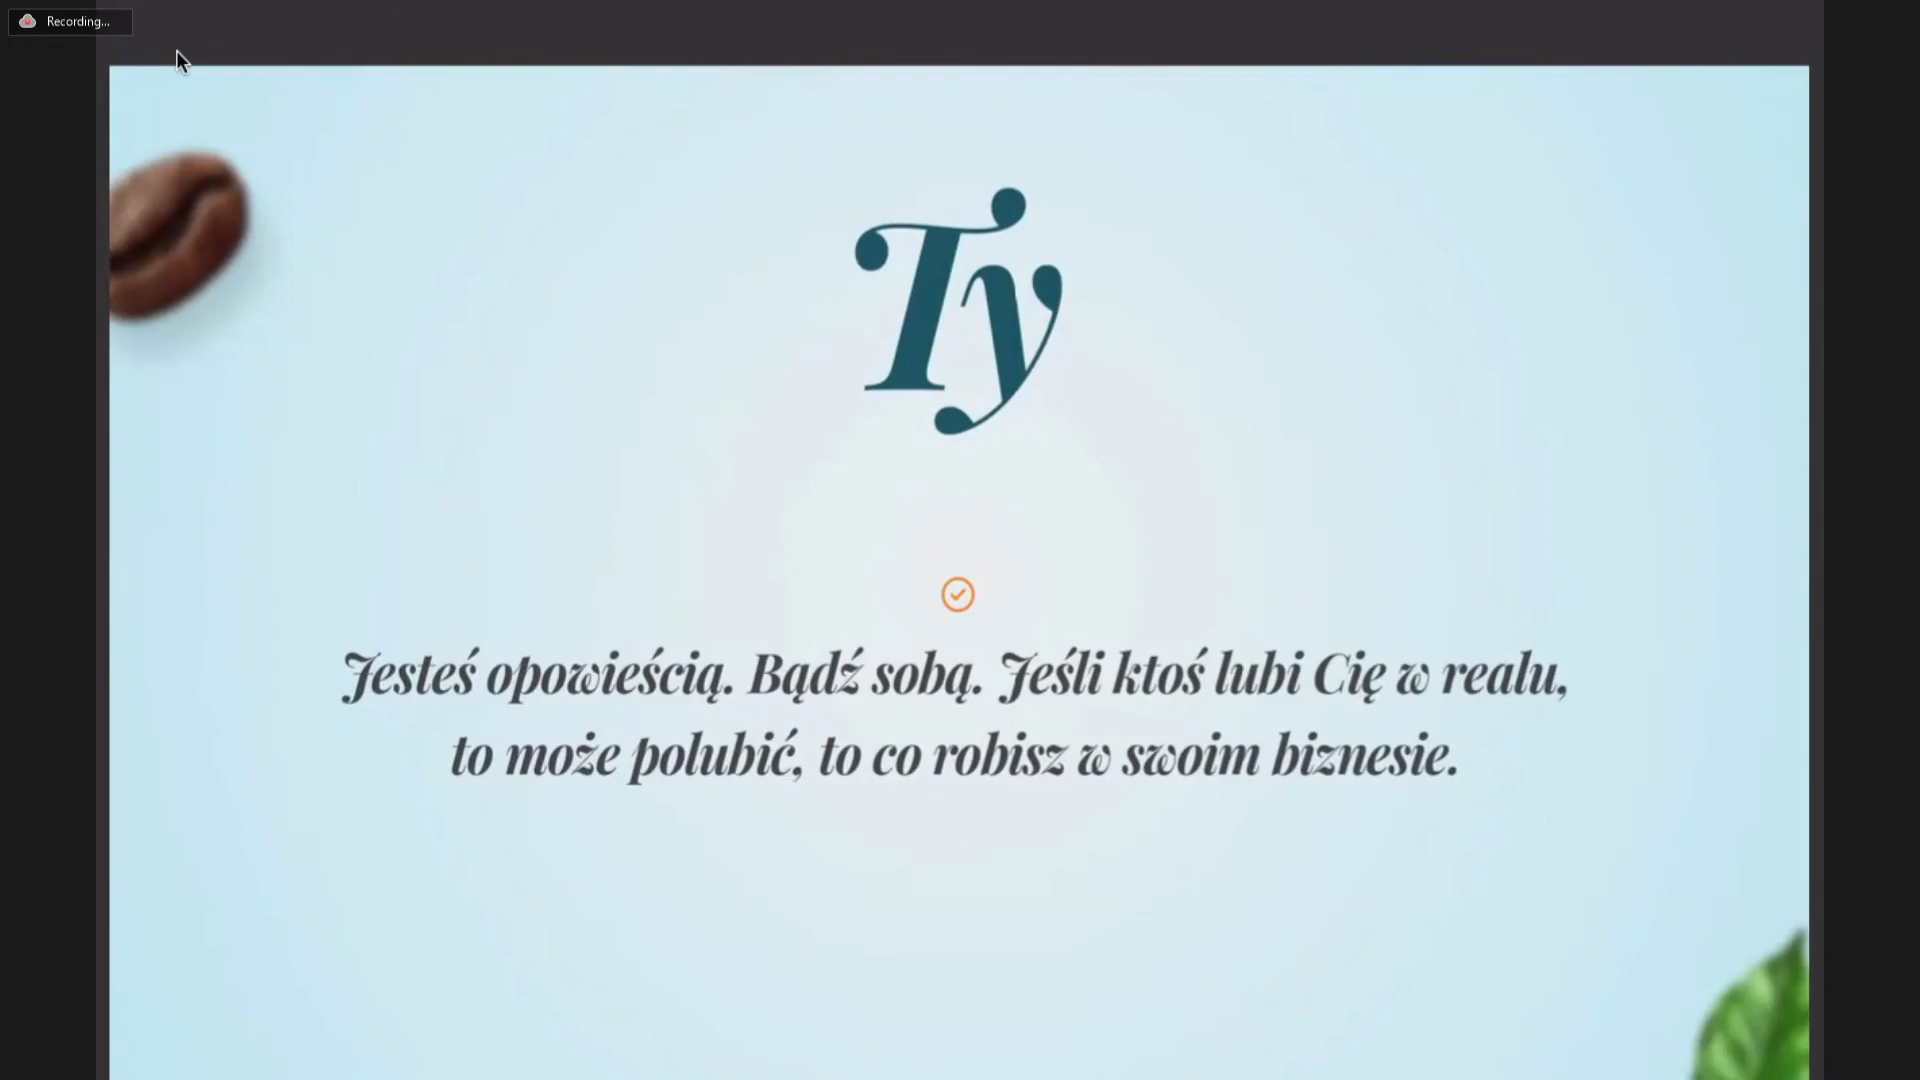 Recording...
Ty
Jesteś opowieścią. Bądź sobą. Jeśli ktoś lubi Cię w realu,
to może polubić, to co robisz w swoim biznesie.